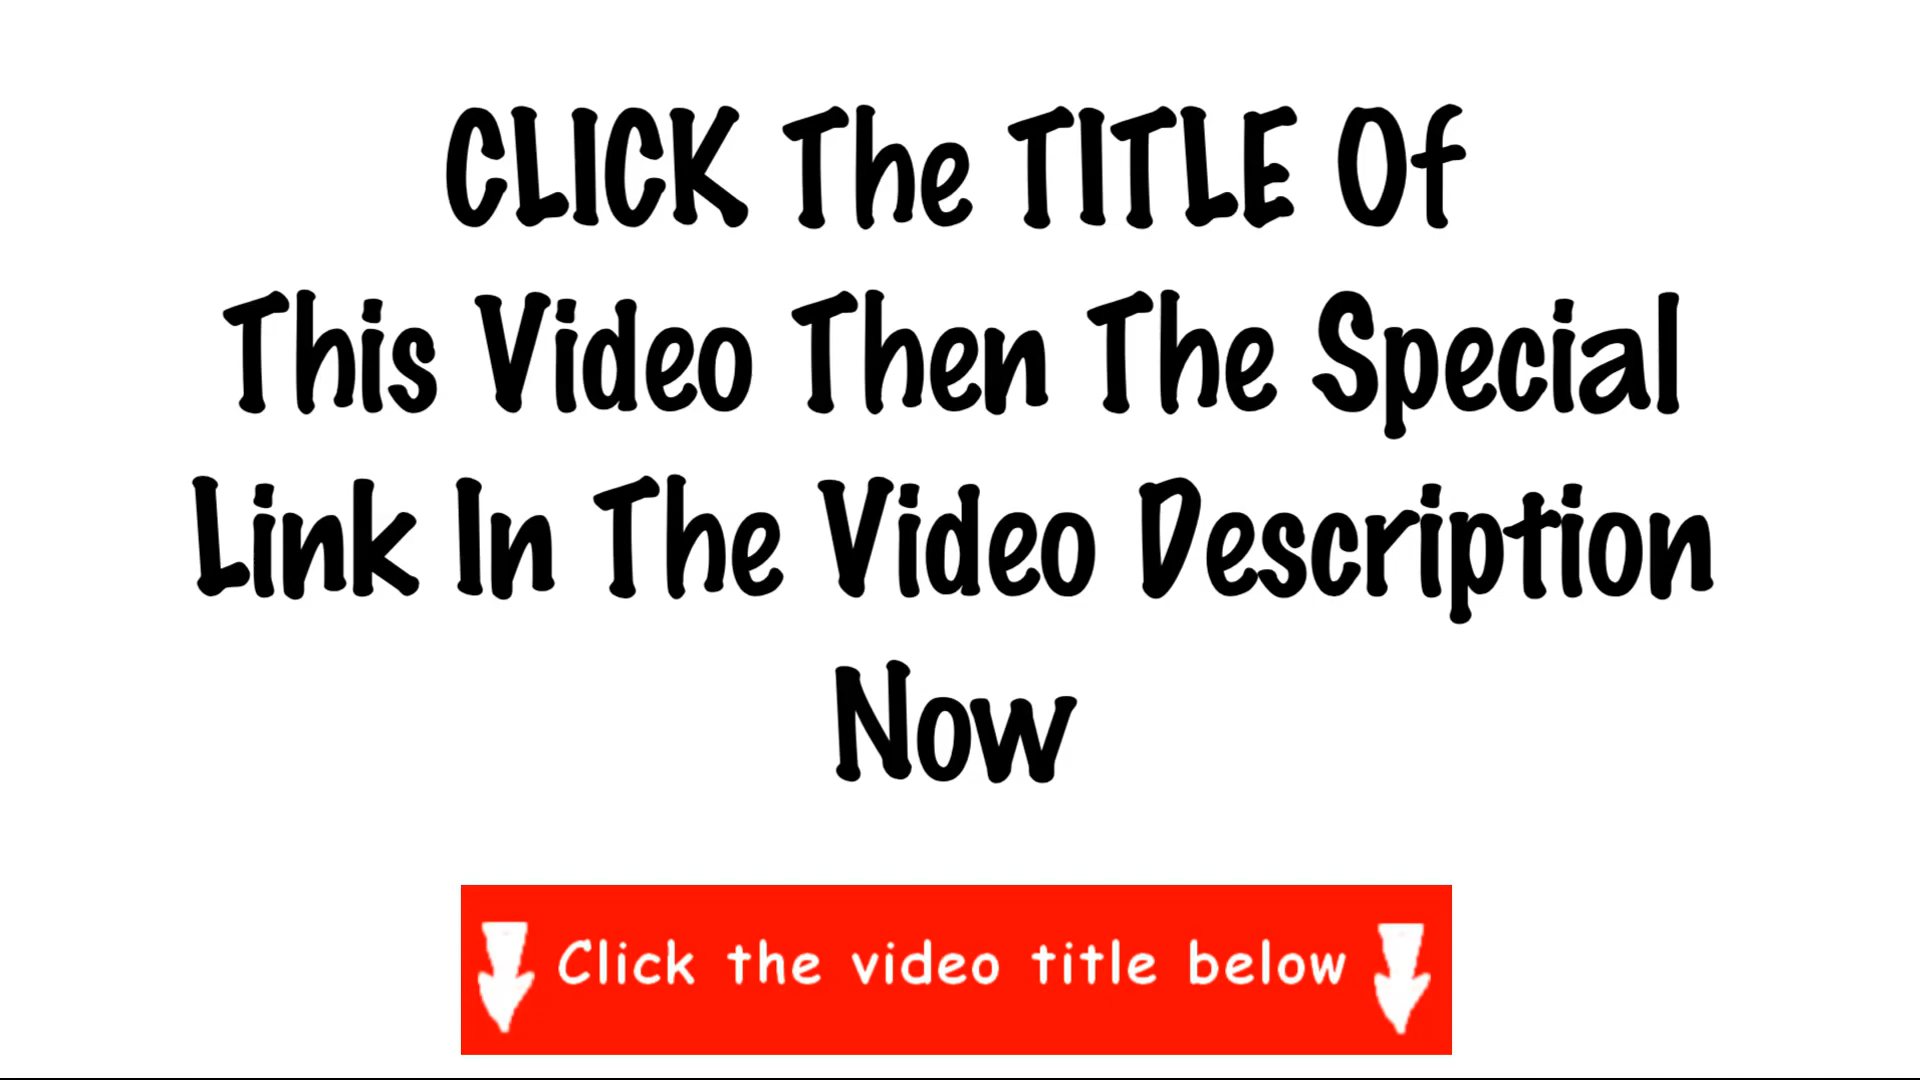 CLICK The TITLE Of
This Video Then The Special
Link In The Video Description
Now
Click the video title below